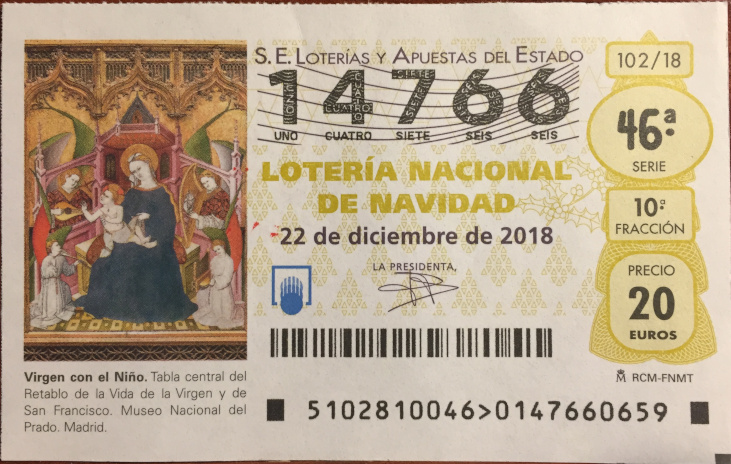 S.E. LOTERÍAS Y APUESTAS DEL ESTADO
14766
UNO CUATRO SIETE SEIS SEIS
LOTERÍA NACIONAL
DE NAVIDAD
22 de diciembre de 2018
LA PRESIDENTA,
102/18
46ª
SERIE
10ª
FRACCIÓN
PRECIO
20
EUROS
M RCM-FNMT
Virgen con el Niño. Tabla central del
Retablo de la Vida de la Virgen y de
San Francisco. Museo Nacional del
Prado. Madrid.
5102810046>0147660659